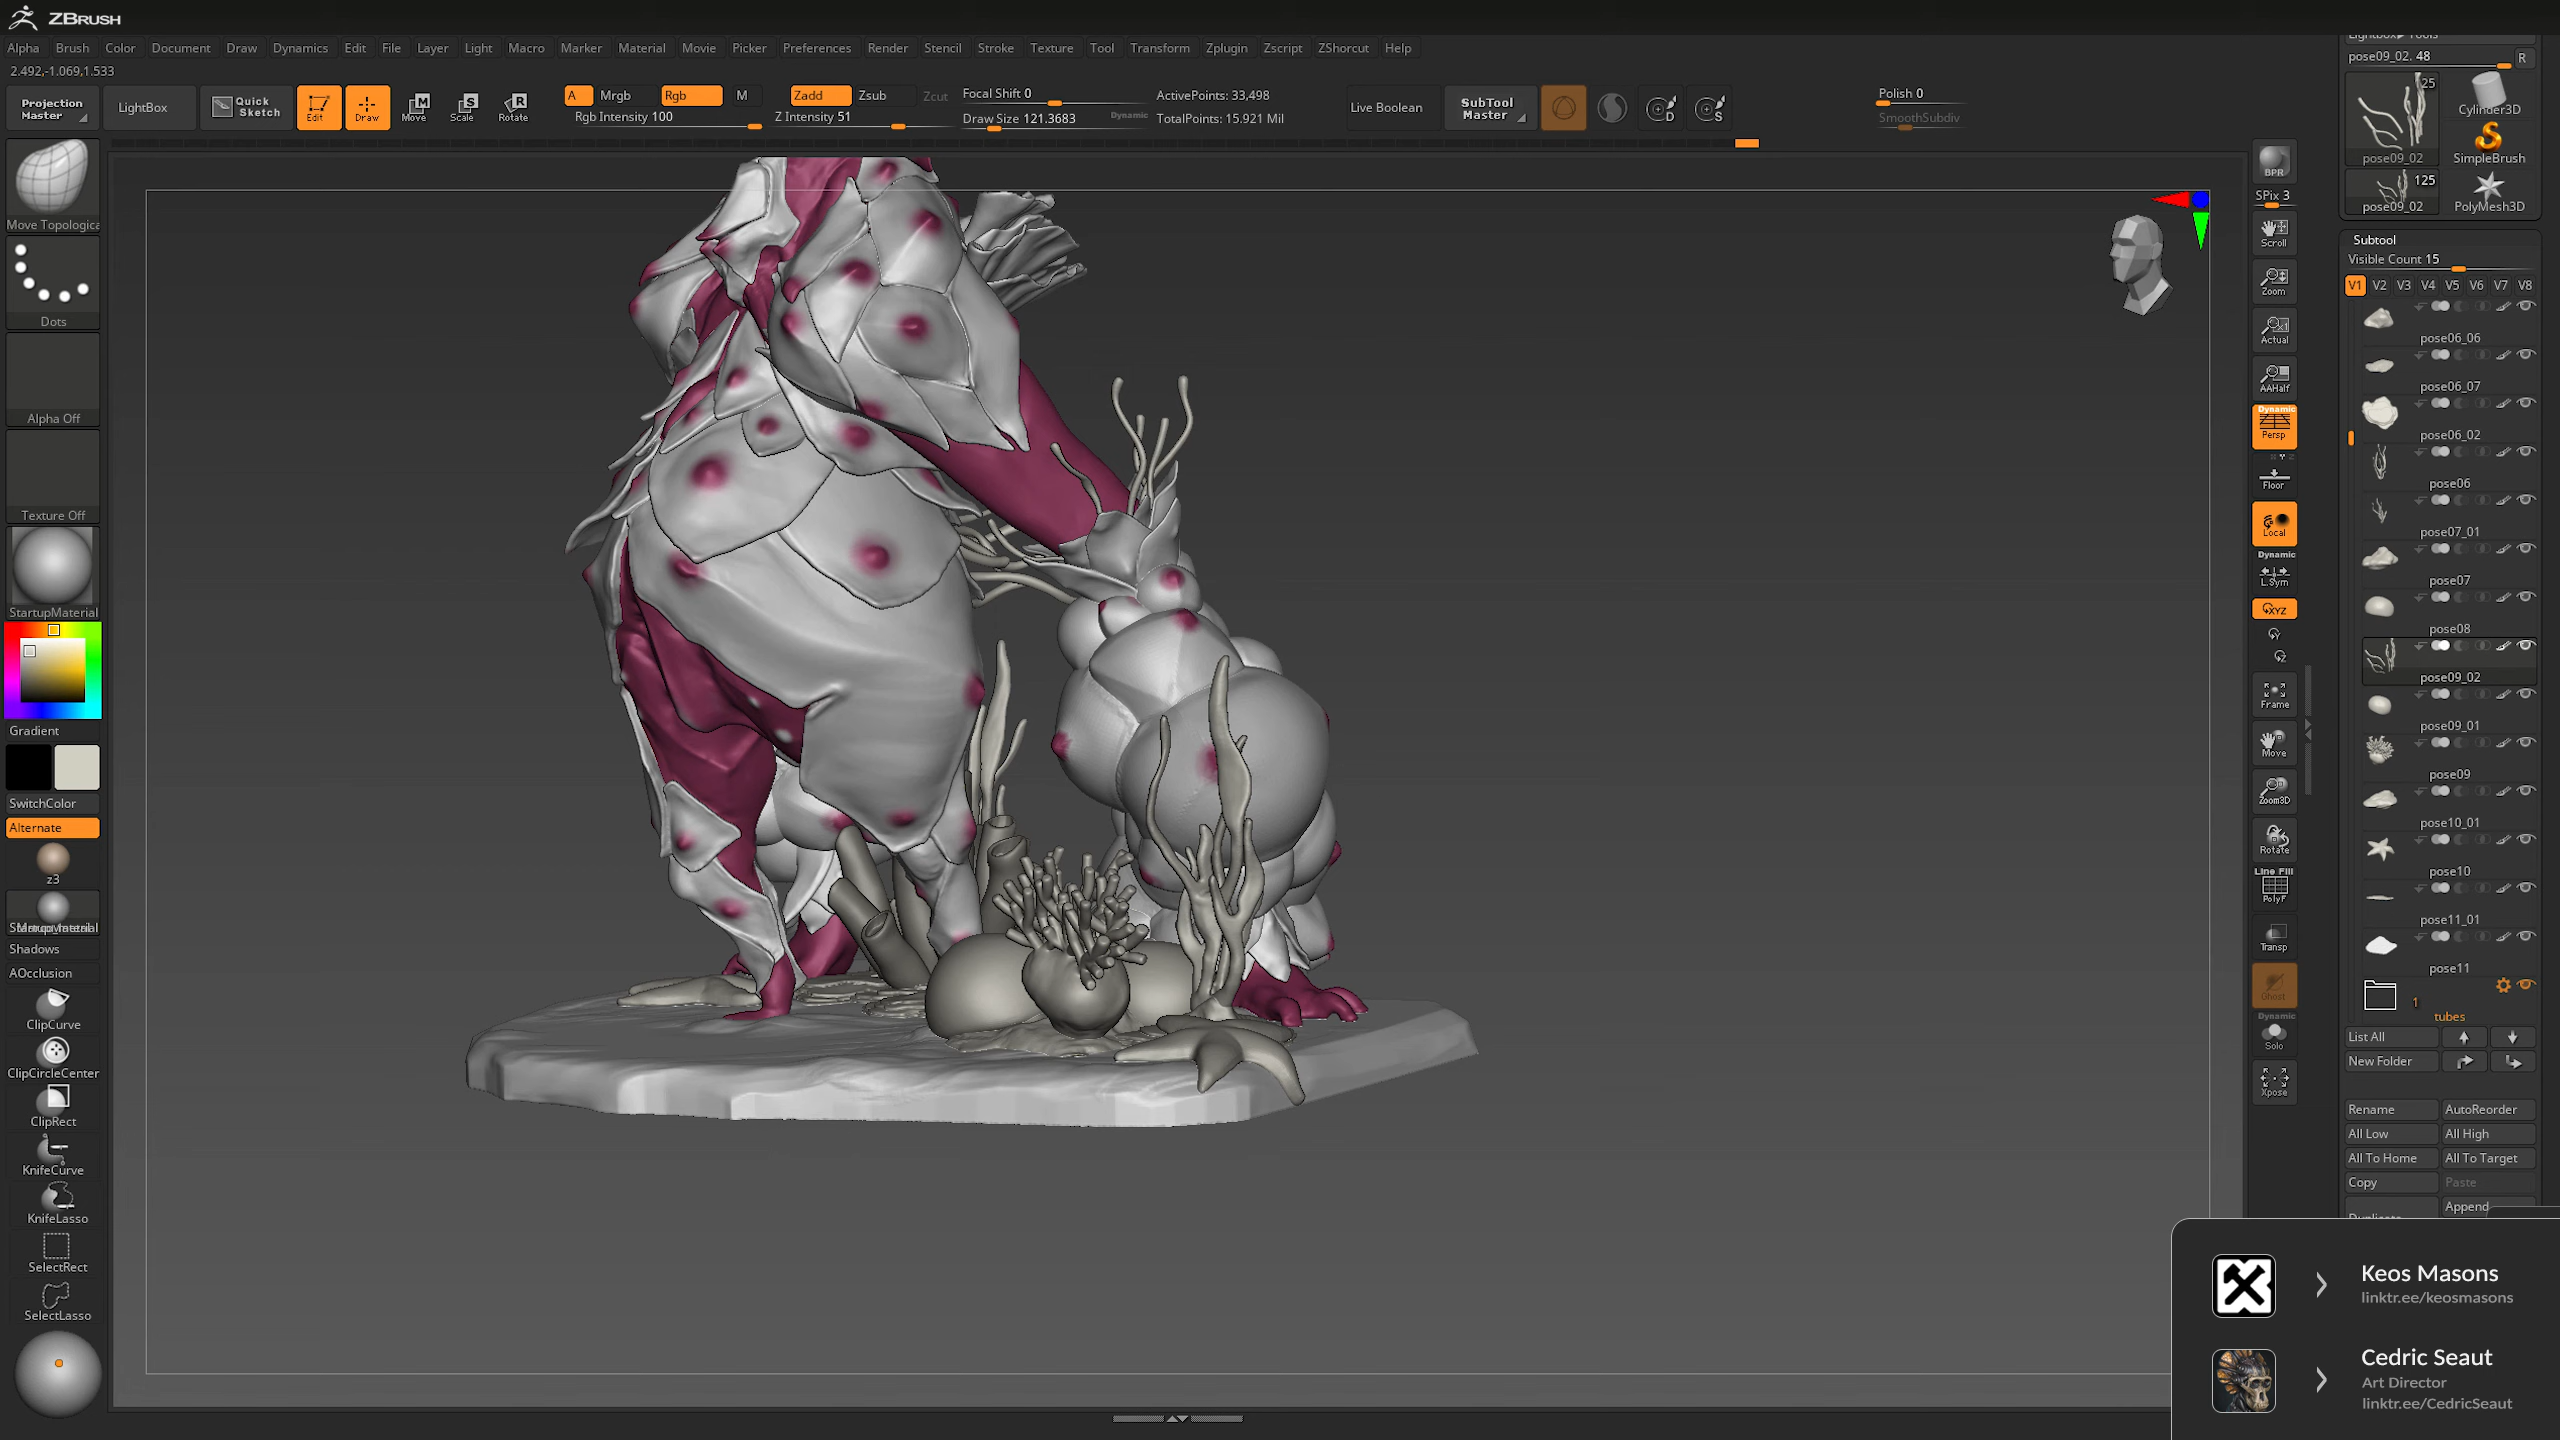 ZBRUSH
Alpha Brush Color Document Draw Dynamics Edit File Layer Light Macro Marker Material Movie Picker Preferences Render Stencil Stroke Texture Tool Transform Zplugin Zscript ZShortcut Help
2.492,-1.069,1.533
Projection Master
LightBox
Quick Sketch
Edit
Draw
Move
Scale
Rotate
A Mrgb Rgb M
Rgb Intensity 100
Zadd Zsub Zcut
Z Intensity 51
Focal Shift 0
Draw Size 121.3683
Dynamic
ActivePoints: 33,498
TotalPoints: 15.921 Mil
Live Boolean
SubTool Master
Polish 0
SmoothSubdiv
Dots
Alpha Off
Texture Off
StartupMaterial
Gradient
SwitchColor
Alternate
z3
Shadows
AOcclusion
ClipCurve
ClipCircleCenter
ClipRect
KnifeCurve
KnifeLasso
SelectRect
SelectLasso
BPR
SPix 3
Scroll
Zoom
Actual
AAHalf
Dynamic
Persp
Floor
Local
Dynamic
L.Sym
XYZ
Frame
Move
Zoom3D
Rotate
Line Fill
PolyF
Transp
Ghost
Dynamic
Solo
Xpose
pose09_02. 48
R
25
pose09_02
Cylinder3D
SimpleBrush
125
pose09_02
PolyMesh3D
Subtool
Visible Count 15
V1 V2 V3 V4 V5 V6 V7 V8
pose06_06
pose06_07
pose06_02
pose06
pose07_01
pose07
pose08
pose09_02
pose09_01
pose09
pose10_01
pose10
pose11_01
pose11
1
tubes
List All
New Folder
Rename AutoReorder
All Low All High
All To Home All To Target
Copy Paste
Append
Keos Masons
linktr.ee/keosmasons
Cedric Seaut
Art Director
linktr.ee/CedricSeaut